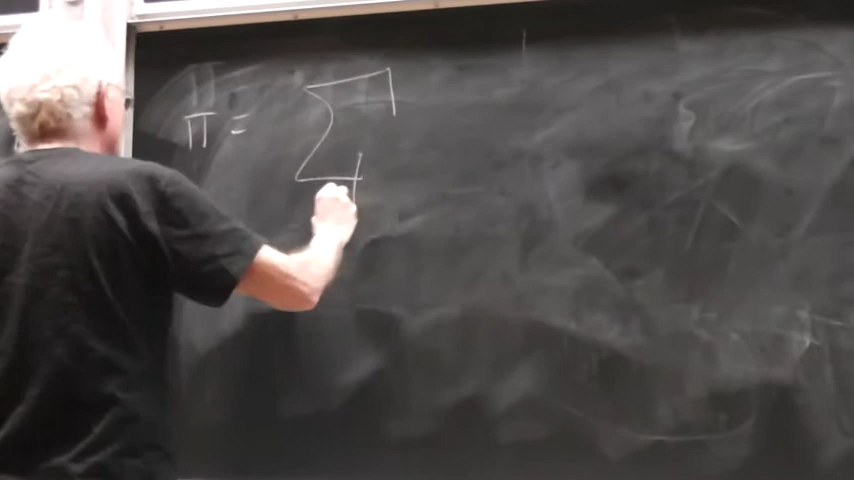 π = Σ